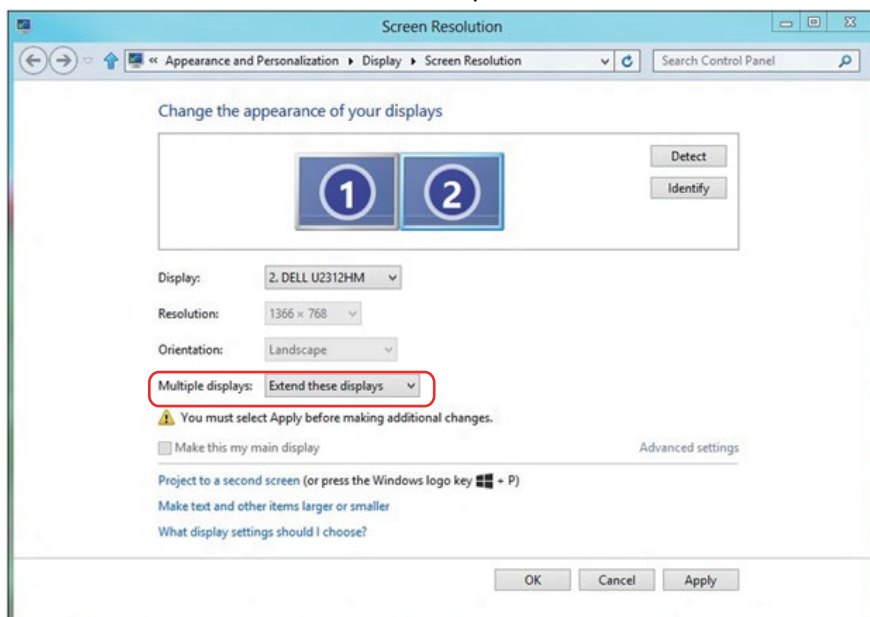 Screen Resolution
« Appearance and Personalization ▸ Display ▸ Screen Resolution
Search Control Panel
Change the appearance of your displays
1 2
Detect
Identify
Display: 2. DELL U2312HM
Resolution: 1366 × 768
Orientation: Landscape
Multiple displays: Extend these displays
You must select Apply before making additional changes.
Make this my main display
Advanced settings
Project to a second screen (or press the Windows logo key + P)
Make text and other items larger or smaller
What display settings should I choose?
OK Cancel Apply